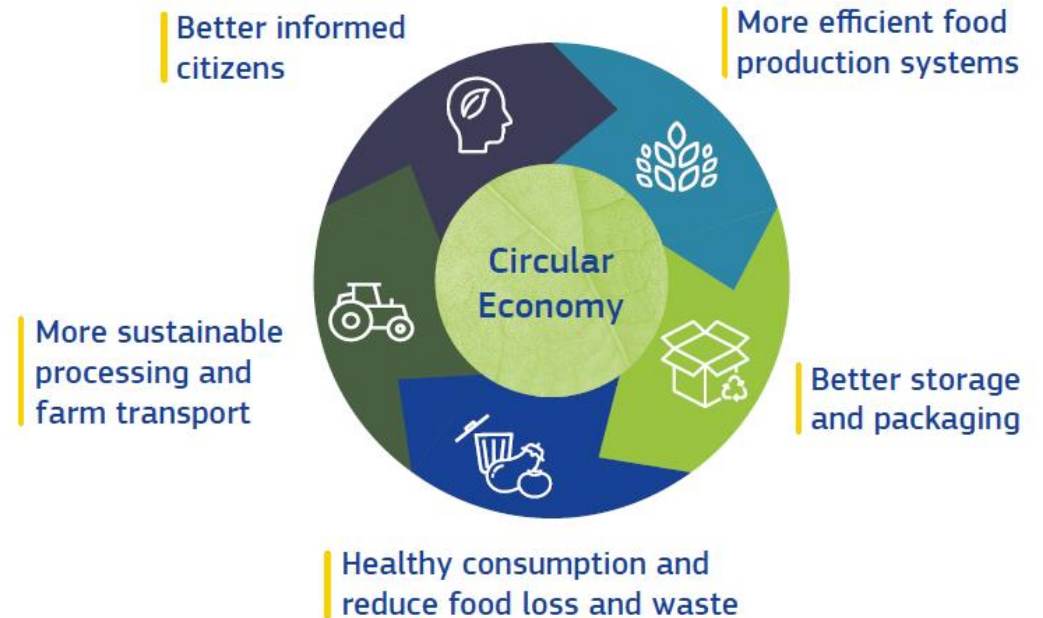 Better informed
citizens
More efficient food
production systems
Circular
Economy
More sustainable
processing and
farm transport
Better storage
and packaging
Healthy consumption and
reduce food loss and waste